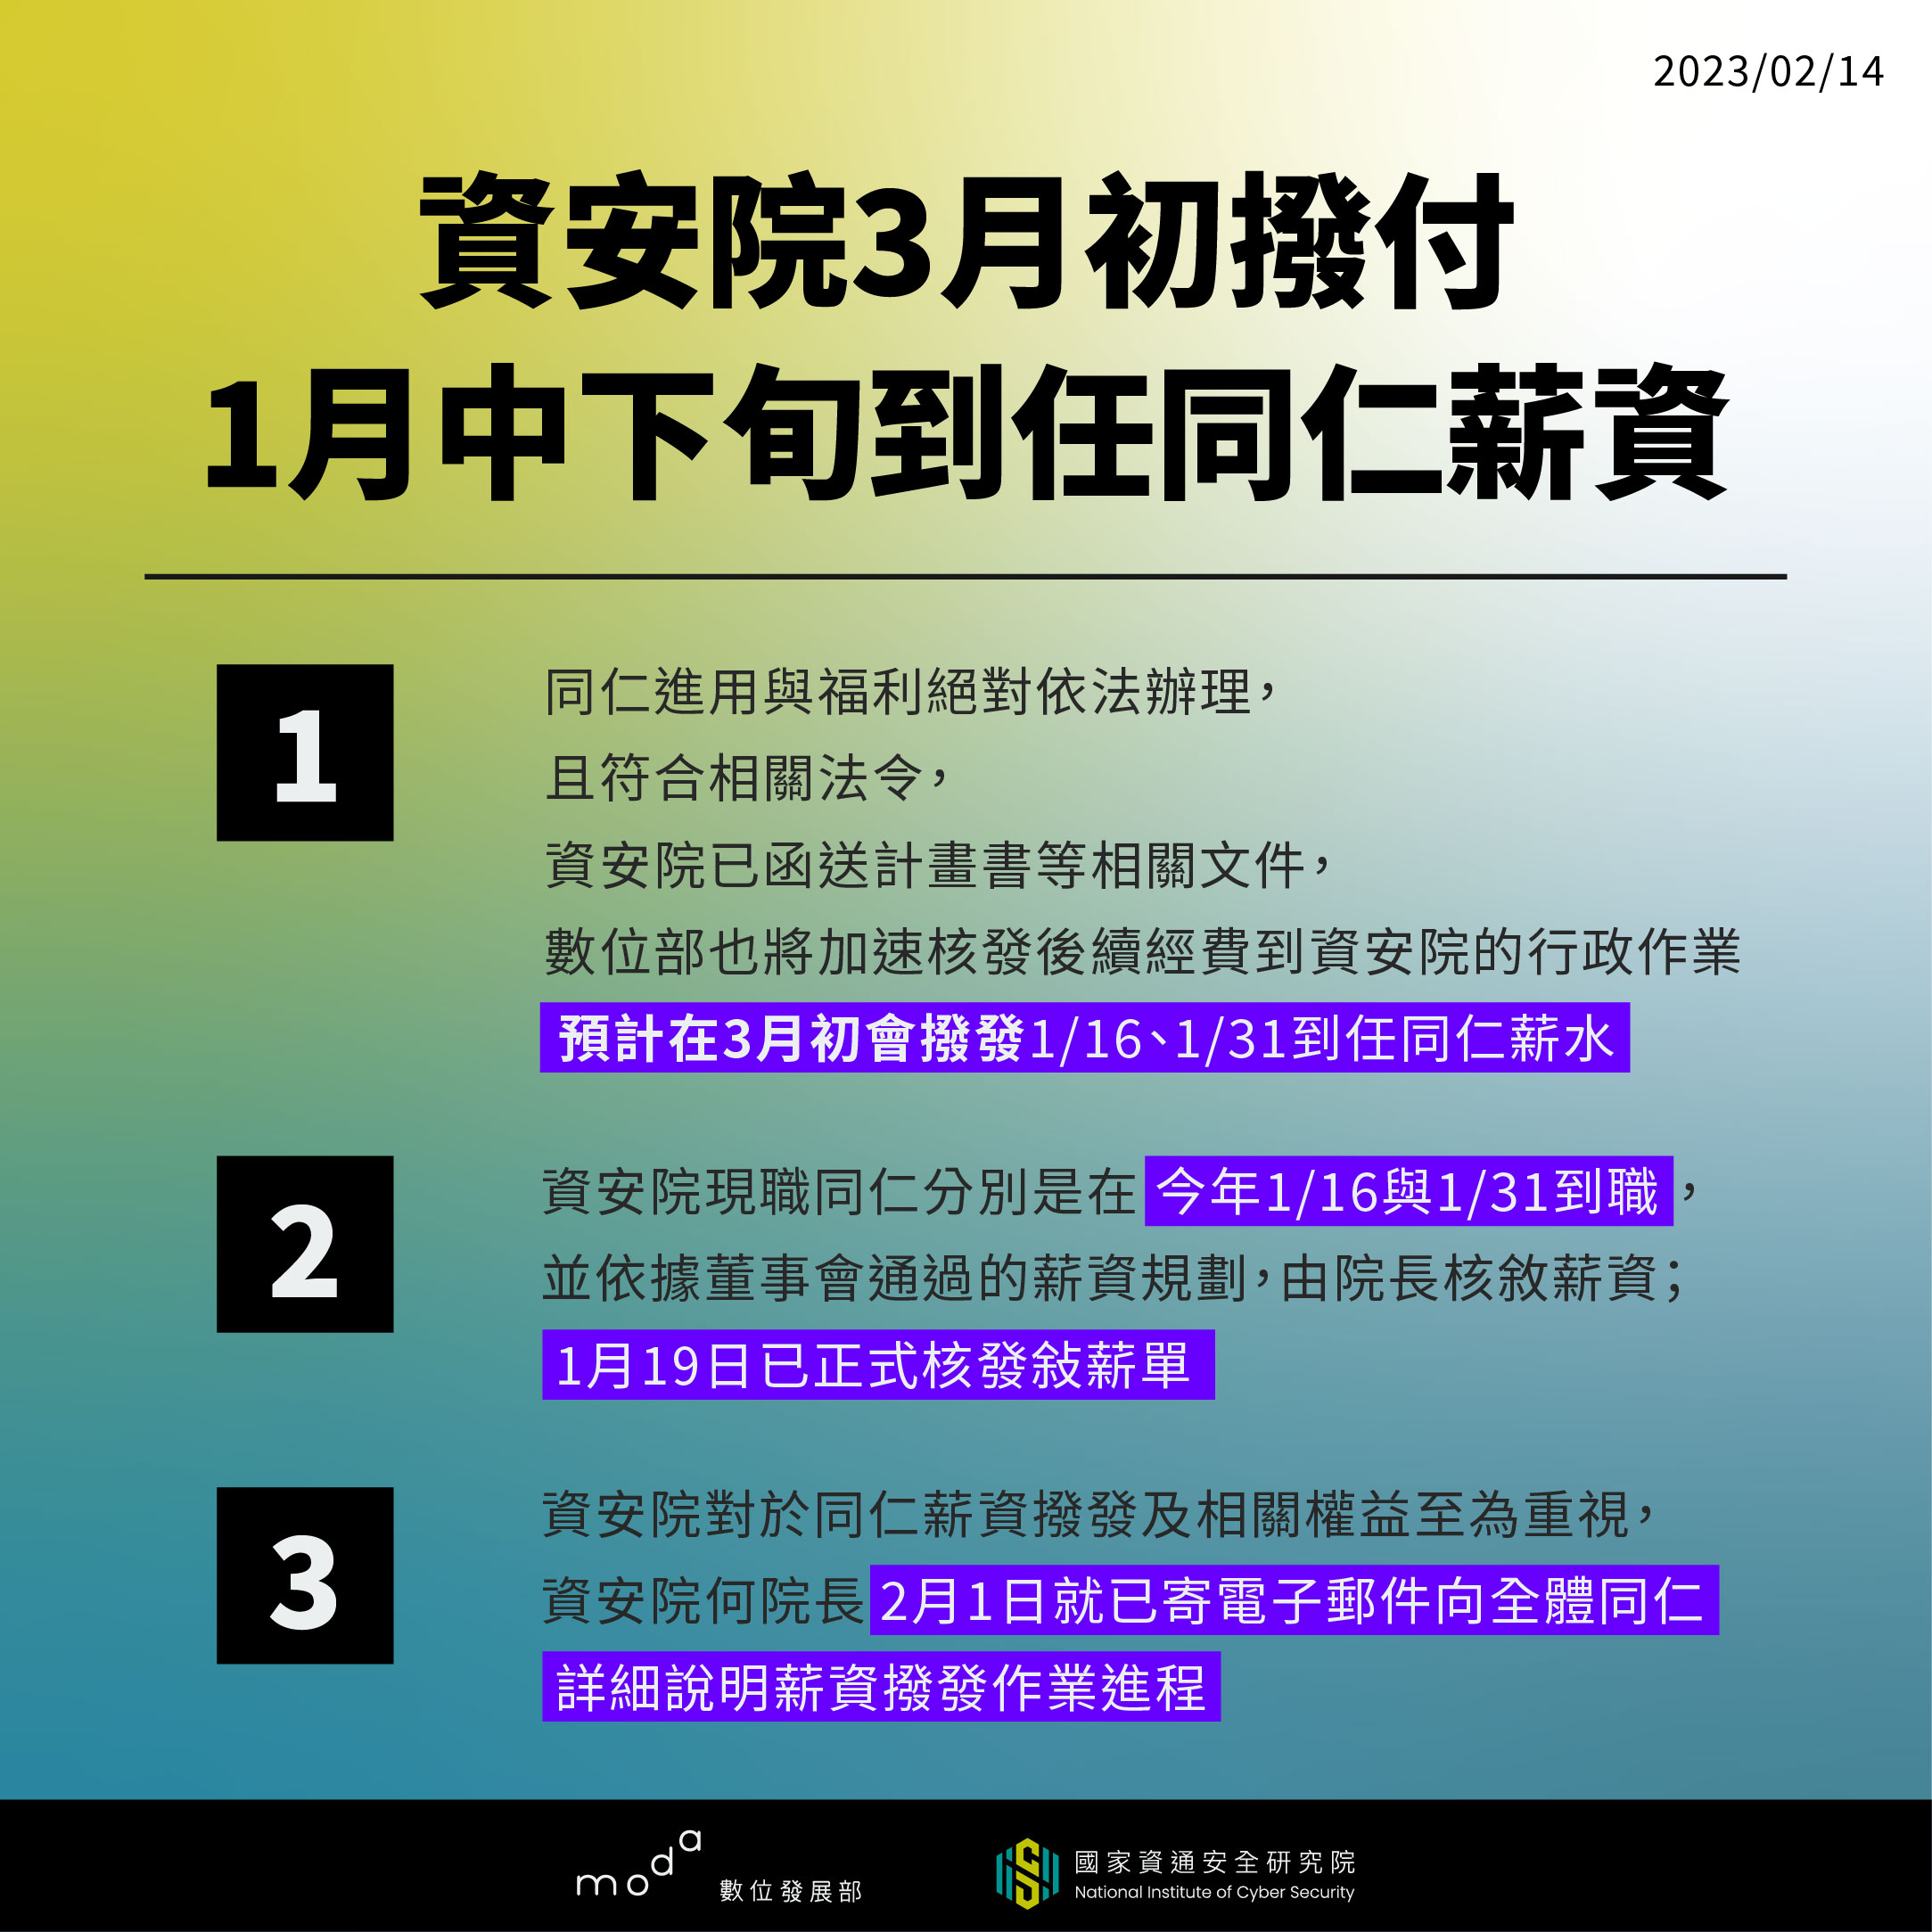 2023/02/14
資安院3月初撥付
1月中下旬到任同仁薪資
1
同仁進用與福利絕對依法辦理，
且符合相關法令，
資安院已函送計畫書等相關文件，
數位部也將加速核發後續經費到資安院的行政作業
預計在3月初會撥發1/16、1/31到任同仁薪水
2
資安院現職同仁分別是在今年1/16與1/31到職，
並依據董事會通過的薪資規劃，由院長核敘薪資；
1月19日已正式核發敍薪單
3
資安院對於同仁薪資撥發及相關權益至為重視，
資安院何院長2月1日就已寄電子郵件向全體同仁
詳細說明薪資撥發作業進程
moda 數位發展部
國家資通安全研究院
National Institute of Cyber Security